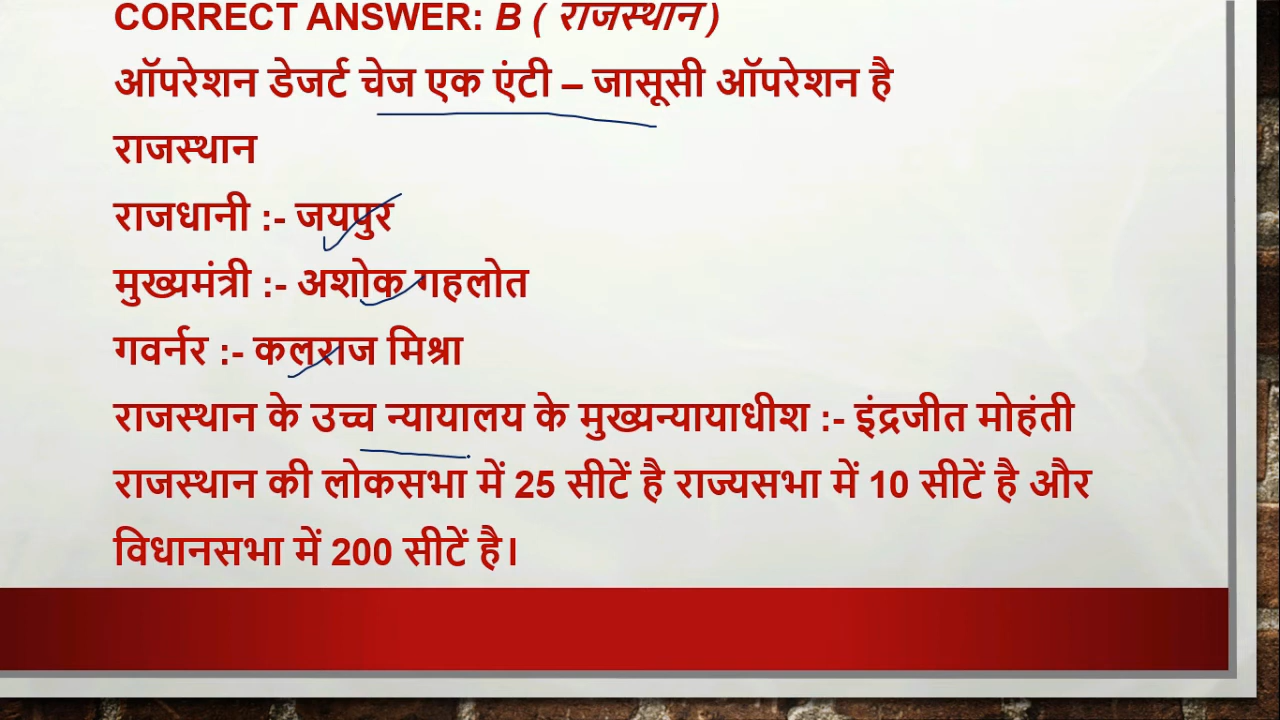 CORRECT ANSWER: B ( राजस्थान )
ऑपरेशन डेजर्ट चेज एक एंटी – जासूसी ऑपरेशन है
राजस्थान
राजधानी :- जयपुर
मुख्यमंत्री :- अशोक गहलोत
गवर्नर :- कलराज मिश्रा
राजस्थान के उच्च न्यायालय के मुख्यन्यायाधीश :- इंद्रजीत मोहंती
राजस्थान की लोकसभा में 25 सीटें है राज्यसभा में 10 सीटें है और
विधानसभा में 200 सीटें है।